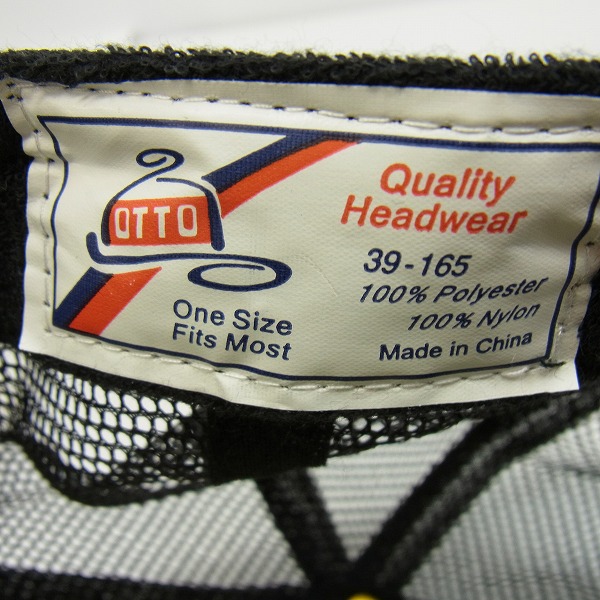 OTTO
One Size
Fits Most
Quality
Headwear
39-165
100% Polyester
100% Nylon
Made in China